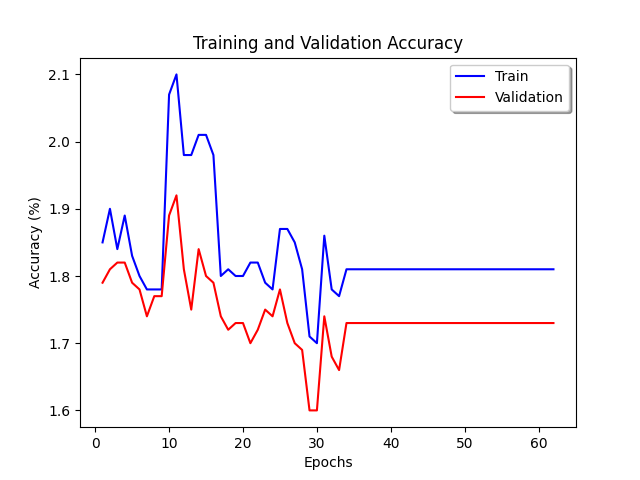 Training and Validation Accuracy
Train
Validation
2.1
2.0
1.9
1.8
1.7
1.6
Accuracy (%)
0 10 20 30 40 50 60
Epochs